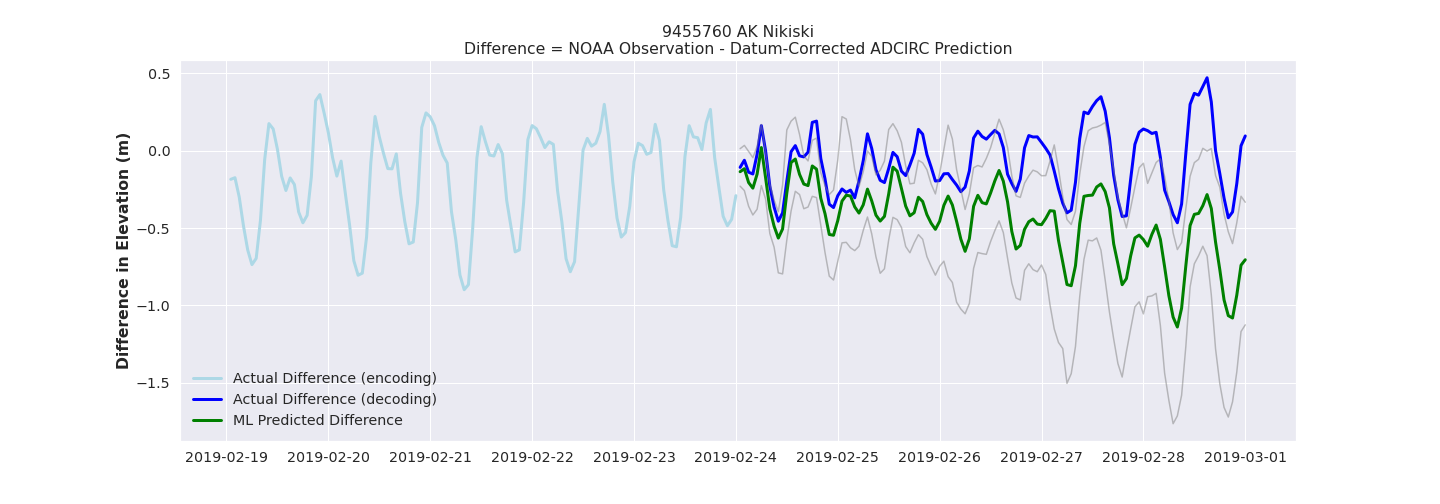 9455760 AK Nikiski
Difference = NOAA Observation - Datum-Corrected ADCIRC Prediction
Difference in Elevation (m)
0.5
0.0
−0.5
−1.0
−1.5
Actual Difference (encoding)
Actual Difference (decoding)
ML Predicted Difference
2019-02-19 2019-02-20 2019-02-21 2019-02-22 2019-02-23 2019-02-24 2019-02-25 2019-02-26 2019-02-27 2019-02-28 2019-03-01